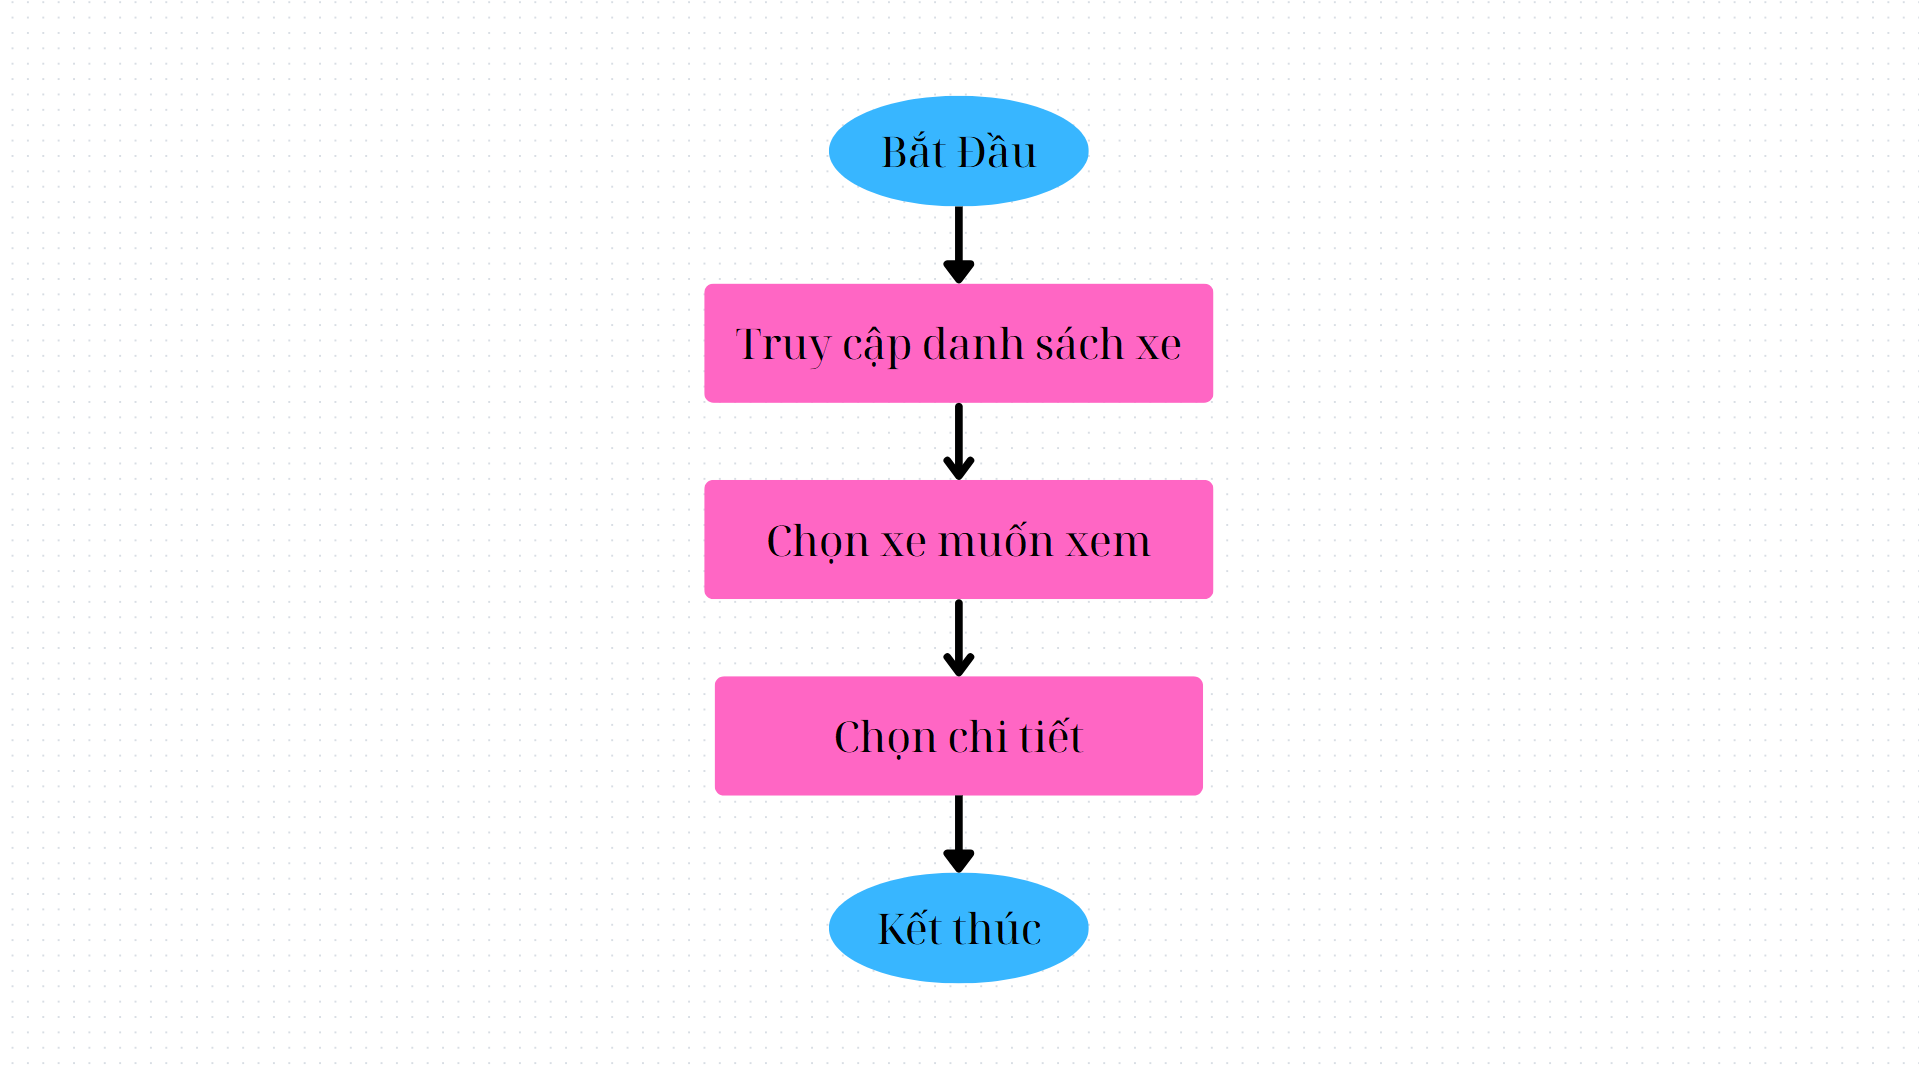 Bắt Đầu
Truy cập danh sách xe
Chọn xe muốn xem
Chọn chi tiết
Kết thúc